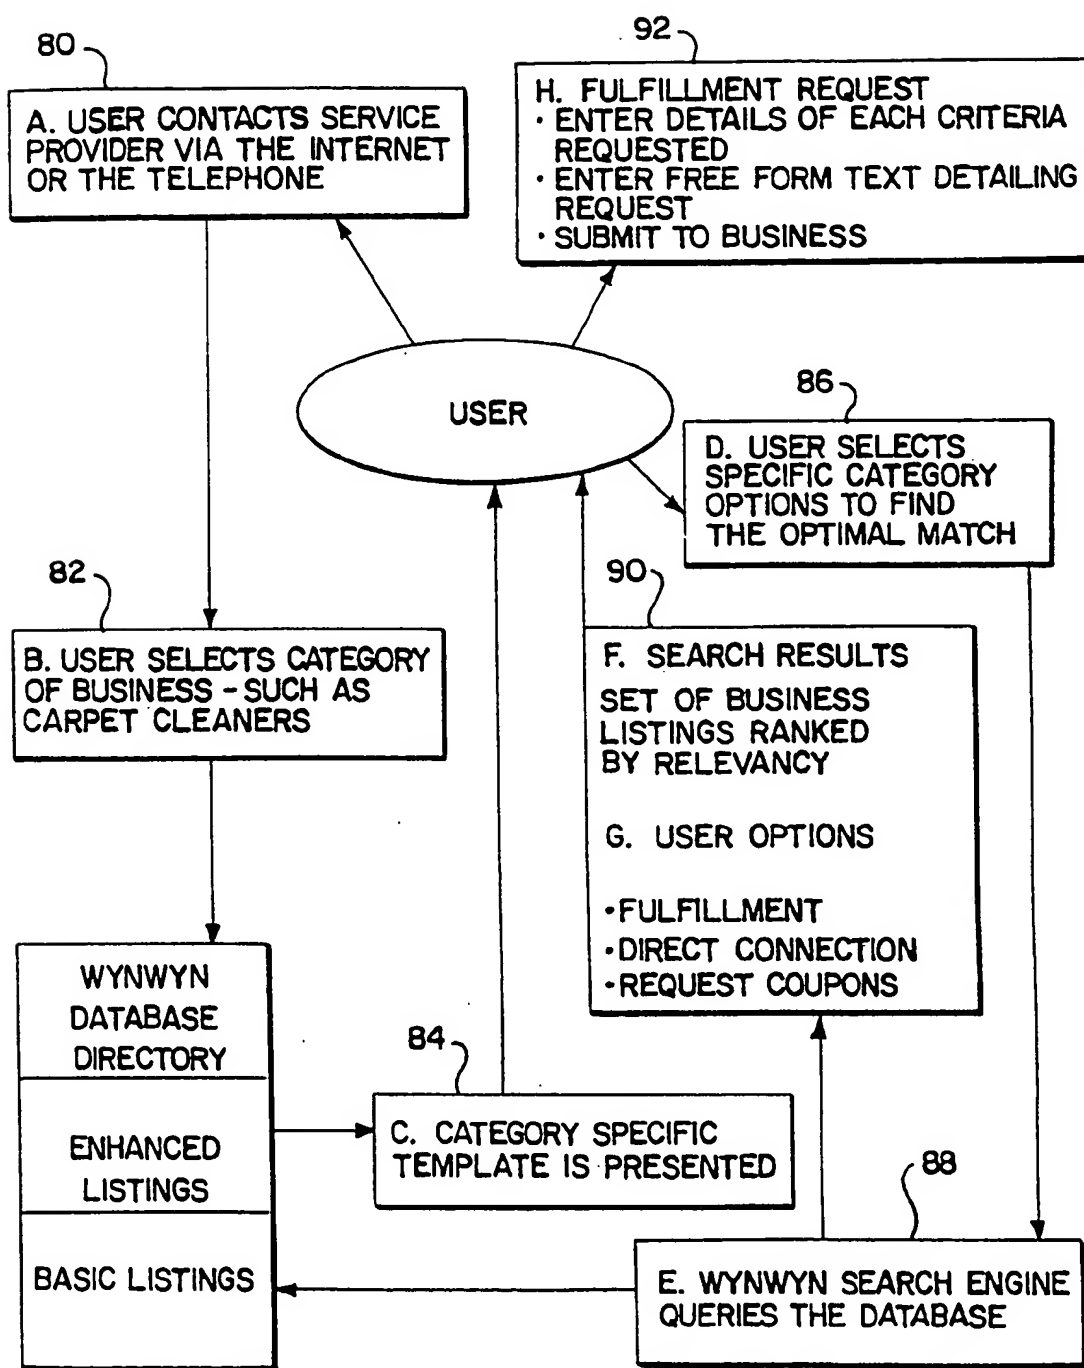 80
A. USER CONTACTS SERVICE
PROVIDER VIA THE INTERNET
OR THE TELEPHONE
92
H. FULFILLMENT REQUEST
· ENTER DETAILS OF EACH CRITERIA
REQUESTED
· ENTER FREE FORM TEXT DETAILING
REQUEST
· SUBMIT TO BUSINESS
USER
86
D. USER SELECTS
SPECIFIC CATEGORY
OPTIONS TO FIND
THE OPTIMAL MATCH
82
B. USER SELECTS CATEGORY
OF BUSINESS - SUCH AS
CARPET CLEANERS
90
F. SEARCH RESULTS
SET OF BUSINESS
LISTINGS RANKED
BY RELEVANCY
G. USER OPTIONS
·FULFILLMENT
·DIRECT CONNECTION
·REQUEST COUPONS
WYNWYN
DATABASE
DIRECTORY
ENHANCED
LISTINGS
BASIC LISTINGS
84
C. CATEGORY SPECIFIC
TEMPLATE IS PRESENTED
88
E. WYNWYN SEARCH ENGINE
QUERIES THE DATABASE